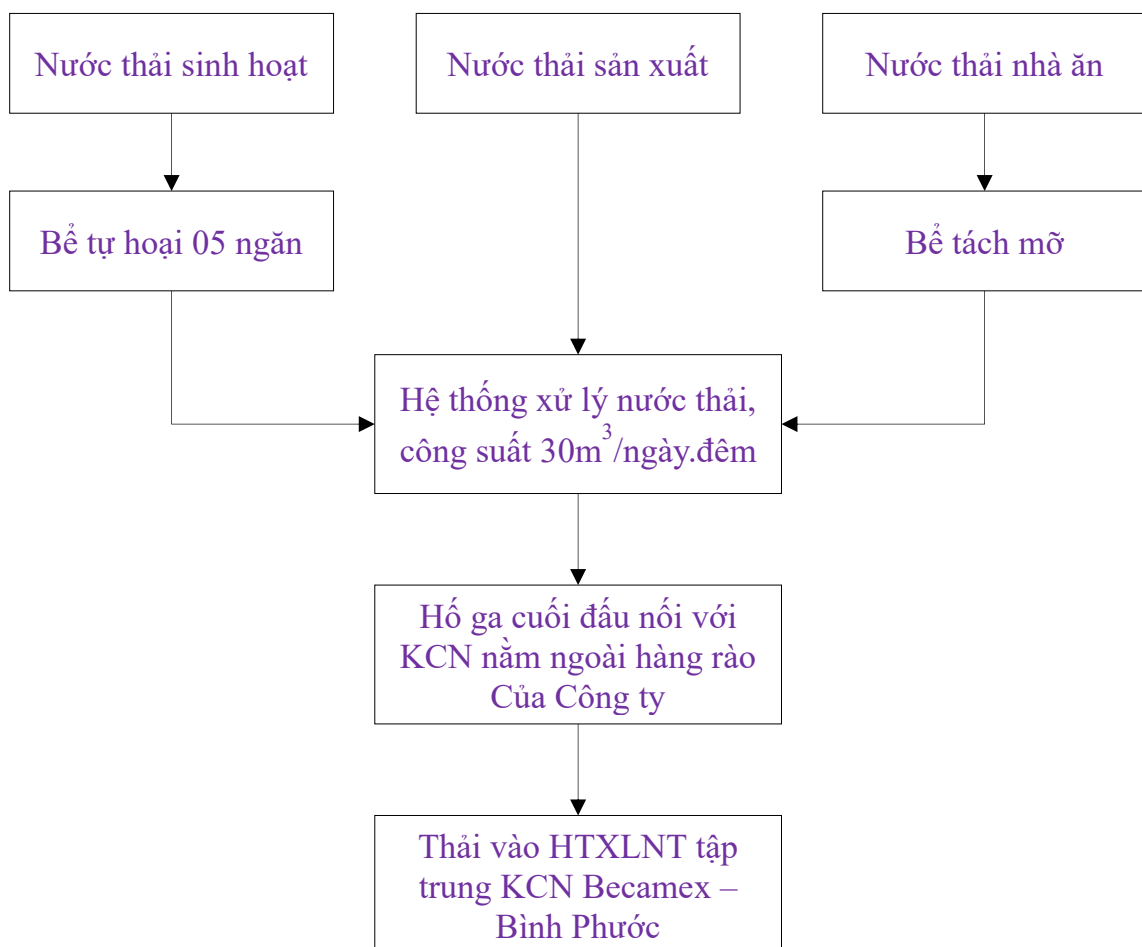 Nước thải sinh hoạt
Nước thải sản xuất
Nước thải nhà ăn
Bể tự hoại 05 ngăn
Bể tách mỡ
Hệ thống xử lý nước thải,
công suất 30m³/ngày.đêm
Hố ga cuối đấu nối với
KCN nằm ngoài hàng rào
Của Công ty
Thải vào HTXLNT tập
trung KCN Becamex –
Bình Phước